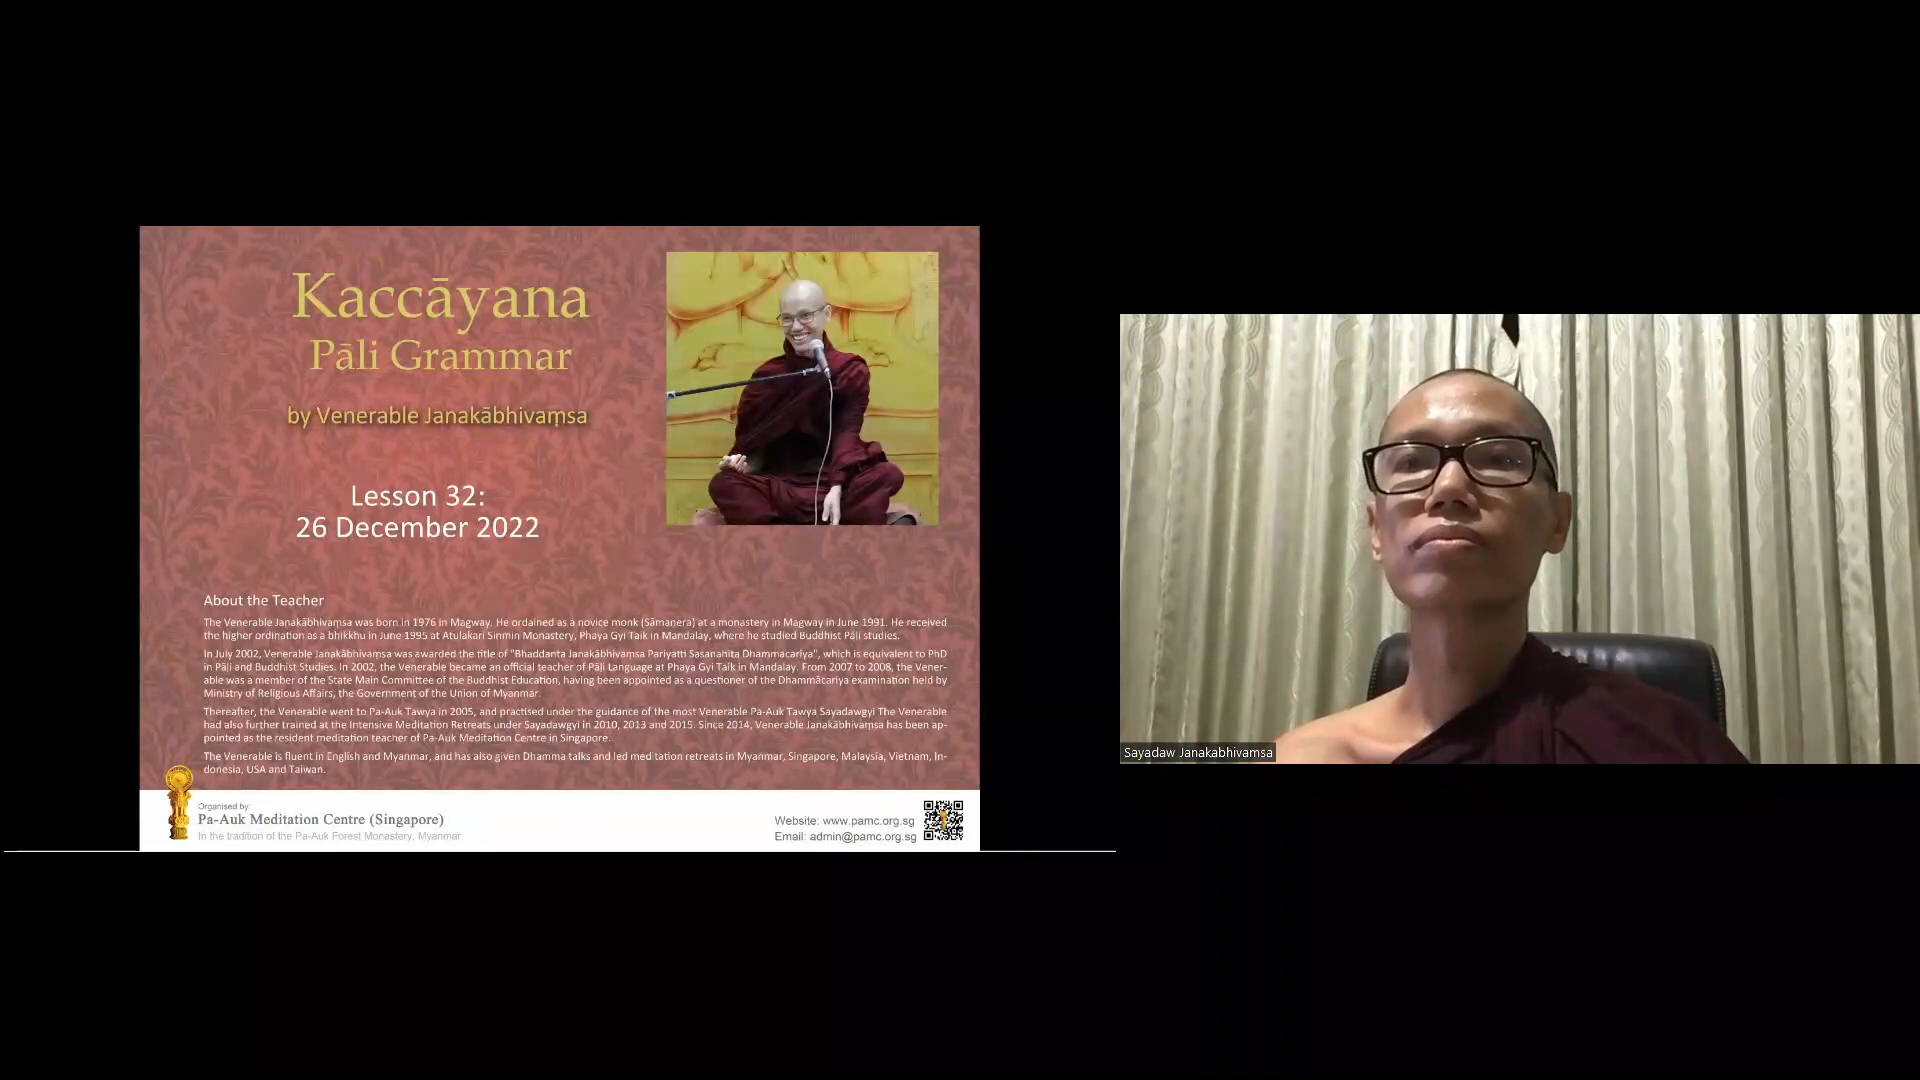 Kaccāyana
Pāli Grammar
by Venerable Janakābhivaṃsa
Lesson 32:
26 December 2022
About the Teacher
The Venerable Janakābhivaṃsa was born in 1976 in Magway. He ordained as a novice monk (Sāmaṇera) at a monastery in Magway in June 1991. He received
the higher ordination as a bhikkhu in June 1995 at Atulakari Sinmin Monastery, Phaya Gyi Taik in Mandalay, where he studied Buddhist Pāḷi studies.
In July 2002, Venerable Janakābhivaṃsa was awarded the title of "Bhaddanta Janakābhivaṃsa Pariyatti Sasanahita Dhammacariya", which is equivalent to PhD
in Pāḷi and Buddhist Studies. In 2002, the Venerable became an official teacher of Pāḷi Language at Phaya Gyi Taik in Mandalay. From 2007 to 2008, the Vener-
able was a member of the State Main Committee of the Buddhist Education, having been appointed as a questioner of the Dhammācariya examination held by
Ministry of Religious Affairs, the Government of the Union of Myanmar.
Thereafter, the Venerable went to Pa-Auk Tawya in 2005, and practised under the guidance of the most Venerable Pa-Auk Tawya Sayadawgyi The Venerable
had also further trained at the Intensive Meditation Retreats under Sayadawgyi in 2010, 2013 and 2015. Since 2014, Venerable Janakābhivaṃsa has been ap-
pointed as the resident meditation teacher of Pa-Auk Meditation Centre in Singapore.
The Venerable is fluent in English and Myanmar, and has also given Dhamma talks and led meditation retreats in Myanmar, Singapore, Malaysia, Vietnam, In-
donesia, USA and Taiwan.
Organised by:
Pa-Auk Meditation Centre (Singapore)
In the tradition of the Pa-Auk Forest Monastery, Myanmar
Website: www.pamc.org.sg
Email: admin@pamc.org.sg
Sayadaw Janakabhivamsa